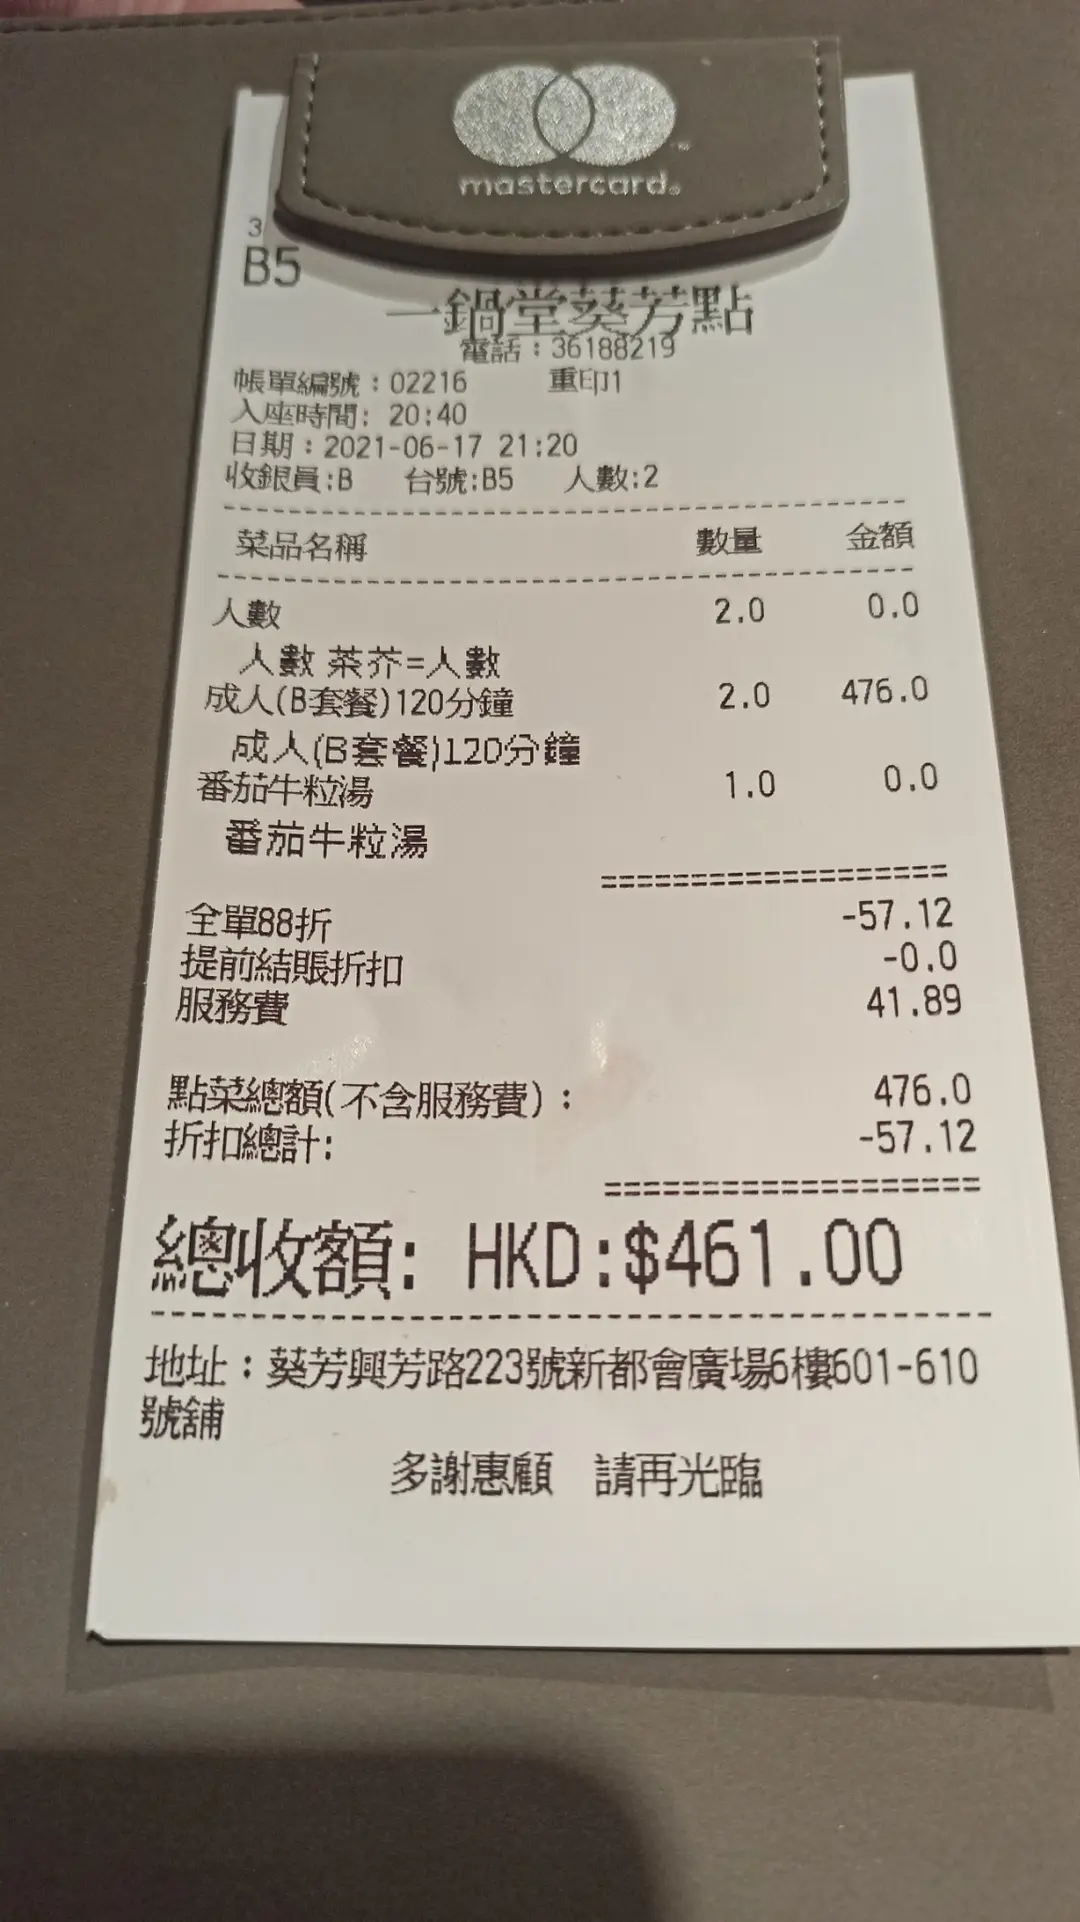 mastercard.
3
B5
一鍋堂葵芳點
電話：36188219
帳單編號：02216 重印1
入座時間: 20:40
日期：2021-06-17 21:20
收銀員:B 台號:B5 人數:2
菜品名稱 數量 金額
人數 2.0 0.0
人數 茶芥=人數
成人(B套餐)120分鐘 2.0 476.0
成人(B套餐)120分鐘
番茄牛粒湯 1.0 0.0
番茄牛粒湯
===================
全單88折 -57.12
提前結賬折扣 -0.0
服務費 41.89
點菜總額(不含服務費)： 476.0
折扣總計: -57.12
===================
總收額: HKD:$461.00
地址：葵芳興芳路223號新都會廣場6樓601-610
號舖
多謝惠顧 請再光臨